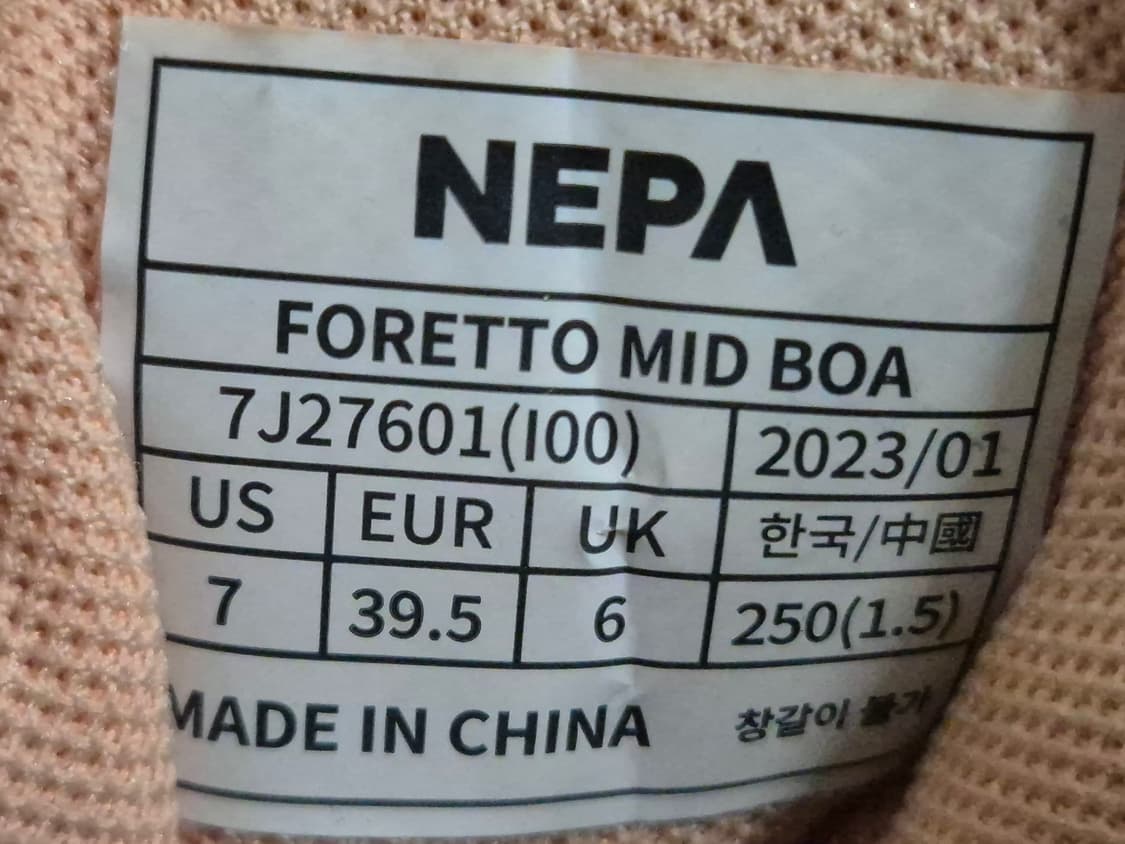 NEPA
FORETTO MID BOA
7J27601(I00) 2023/01
US EUR UK 한국/中國
7 39.5 6 250(1.5)
MADE IN CHINA 창갈이 불가